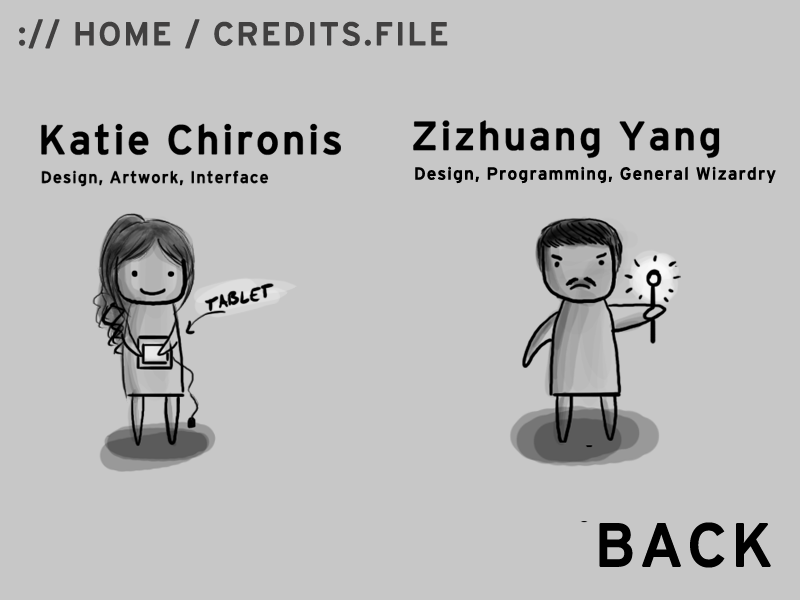 :// HOME / CREDITS.FILE
Katie Chironis
Design, Artwork, Interface
Zizhuang Yang
Design, Programming, General Wizardry
TABLET
BACK